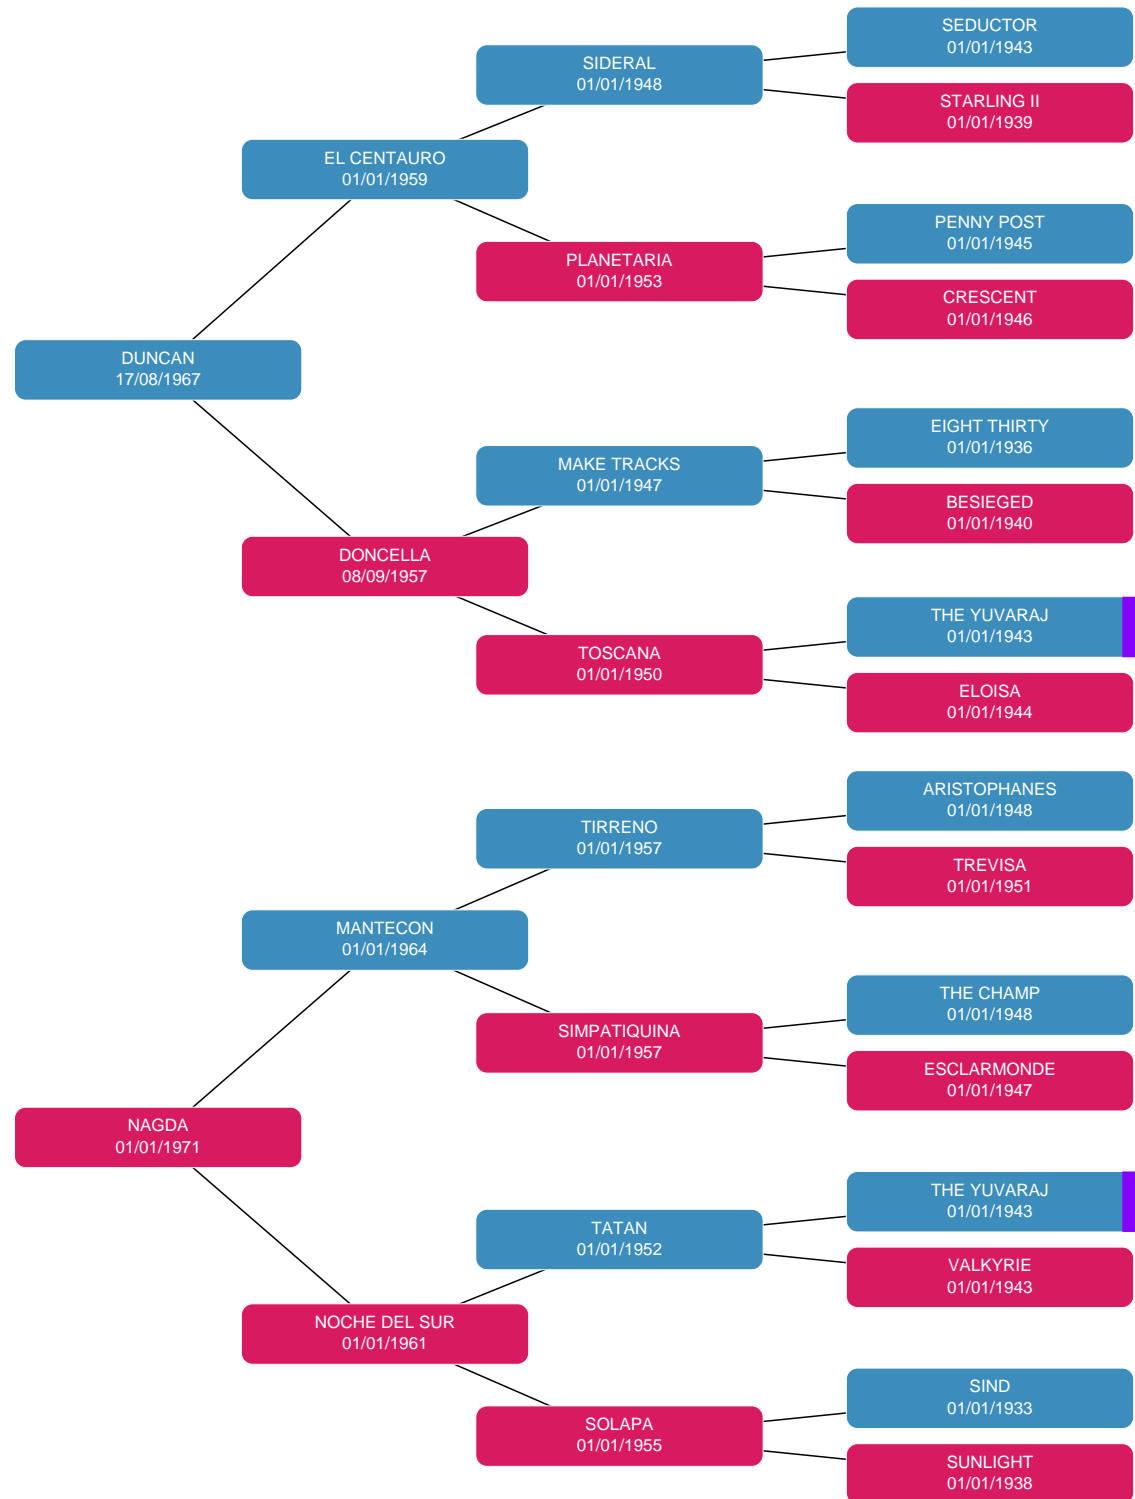 SEDUCTOR
01/01/1943
SIDERAL
01/01/1948
STARLING II
01/01/1939
EL CENTAURO
01/01/1959
PENNY POST
01/01/1945
PLANETARIA
01/01/1953
CRESCENT
01/01/1946
DUNCAN
17/08/1967
EIGHT THIRTY
01/01/1936
MAKE TRACKS
01/01/1947
BESIEGED
01/01/1940
DONCELLA
08/09/1957
THE YUVARAJ
01/01/1943
TOSCANA
01/01/1950
ELOISA
01/01/1944
ARISTOPHANES
01/01/1948
TIRRENO
01/01/1957
TREVISA
01/01/1951
MANTECON
01/01/1964
THE CHAMP
01/01/1948
SIMPATIQUINA
01/01/1957
ESCLARMONDE
01/01/1947
NAGDA
01/01/1971
THE YUVARAJ
01/01/1943
TATAN
01/01/1952
VALKYRIE
01/01/1943
NOCHE DEL SUR
01/01/1961
SIND
01/01/1933
SOLAPA
01/01/1955
SUNLIGHT
01/01/1938